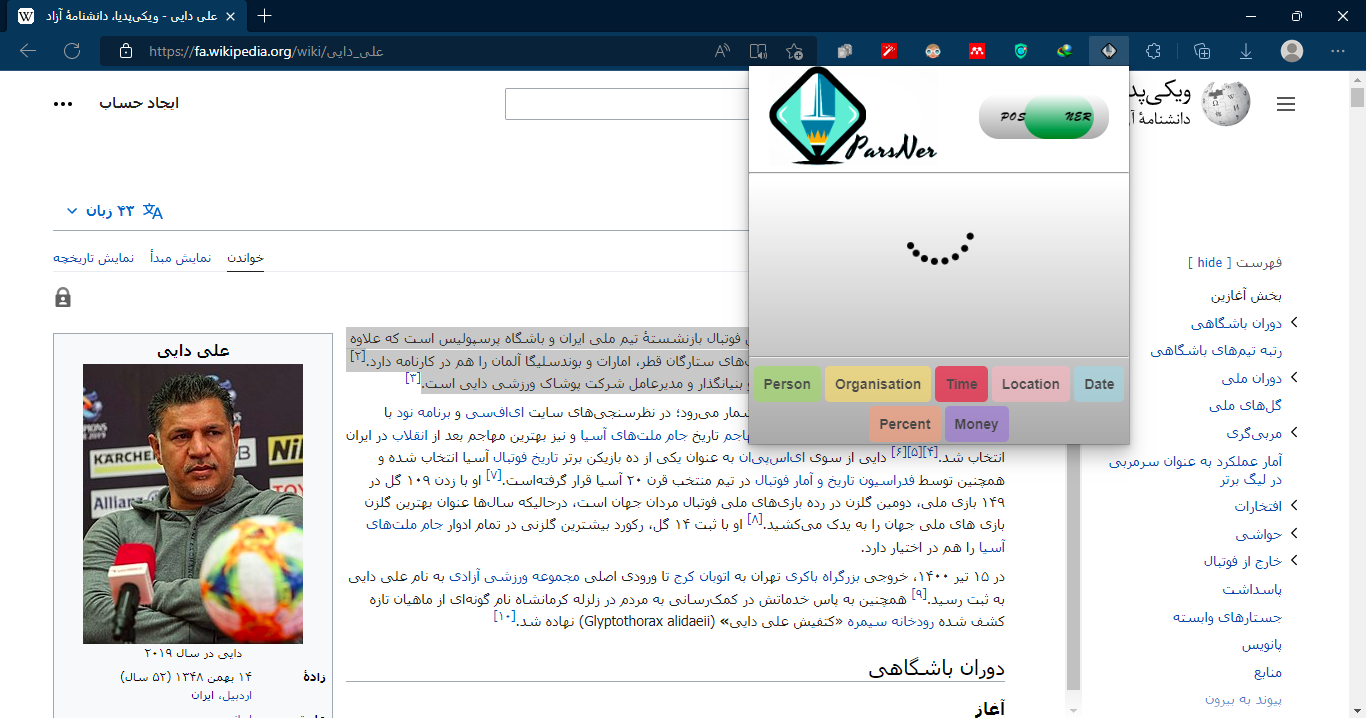 علی دایی - ویکی‌پدیا، دانشنامهٔ آزاد
https://fa.wikipedia.org/wiki/علی_دایی
ویکی‌پد
دانشنامهٔ آ
ایجاد حساب
ParsNer
POS NER
۴۳ زبان
خواندن
نمایش مبدأ
نمایش تاریخچه
Person Organisation Time Location Date
Percent Money
فهرست [ hide ]
بخش آغازین
دوران باشگاهی
رتبه تیم‌های باشگاهی
دوران ملی
گل‌های ملی
مربی‌گری
آمار عملکرد به عنوان سرمربی
در لیگ برتر
افتخارات
حواشی
خارج از فوتبال
پاسداشت
جستارهای وابسته
پانویس
منابع
پیوند به بیرون
فوتبال بازنشستهٔ تیم ملی ایران و باشگاه پرسپولیس است که علاوه
ستارگان قطر، امارات و بوندسلیگا آلمان را هم در کارنامه دارد.[۲]
و بنیانگذار و مدیرعامل شرکت پوشاک ورزشی دایی است.[۳]
شمار می‌رود؛ در نظرسنجی‌های سایت ای‌اف‌سی و برنامه نود با
تاریخ جام ملت‌های آسیا و نیز بهترین مهاجم بعد از انقلاب در ایران
انتخاب شد.[۴][۵][۶] دایی از سوی ای‌اس‌پی‌ان به عنوان یکی از ده بازیکن برتر تاریخ فوتبال آسیا انتخاب شده و
همچنین توسط فدراسیون تاریخ و آمار فوتبال در تیم منتخب قرن ۲۰ آسیا قرار گرفته‌است.[۷] او با زدن ۱۰۹ گل در
۱۴۹ بازی ملی، دومین گلزن در رده بازی‌های ملی فوتبال مردان جهان است، درحالیکه سال‌ها عنوان بهترین گلزن
بازی های ملی جهان را به یدک می‌کشید.[۸] او با ثبت ۱۴ گل، رکورد بیشترین گلزنی در تمام ادوار جام ملت‌های
آسیا را هم در اختیار دارد.
در ۱۵ تیر ۱۴۰۰، خروجی بزرگراه باکری تهران به اتوبان کرج تا ورودی اصلی مجموعه ورزشی آزادی به نام علی دایی
به ثبت رسید.[۹] همچنین به پاس خدماتش در کمک‌رسانی به مردم در زلزله کرمانشاه نام گونه‌ای از ماهیان تازه
کشف شده رودخانه سیمره «کتفیش علی دایی» (Glyptothorax alidaeii) نهاده شد.[۱۰]
دوران باشگاهی
آغاز
علی دایی
KÄRCHER
Allianz
TOYO
دایی در سال ۲۰۱۹
زادهٔ
۱۴ بهمن ۱۳۴۸ (۵۲ سال)
اردبیل، ایران